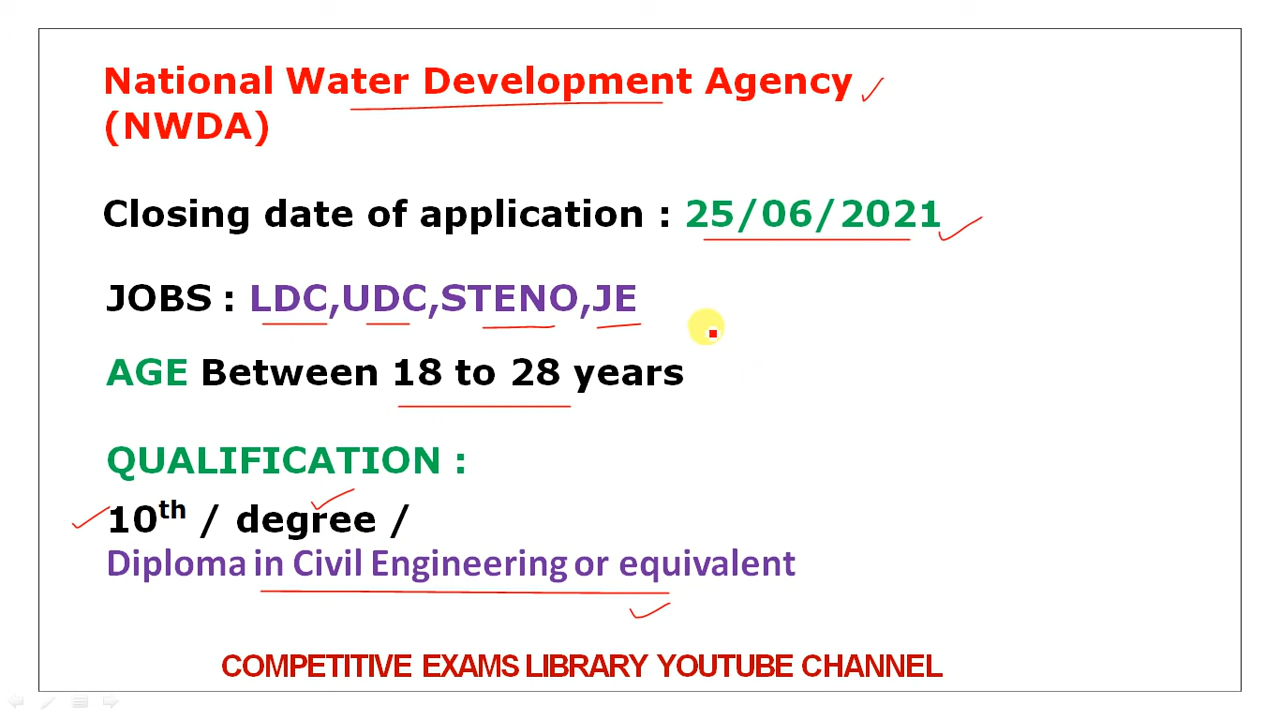 National Water Development Agency
(NWDA)
Closing date of application : 25/06/2021
JOBS : LDC,UDC,STENO,JE
AGE Between 18 to 28 years
QUALIFICATION :
10th / degree /
Diploma in Civil Engineering or equivalent
COMPETITIVE EXAMS LIBRARY YOUTUBE CHANNEL